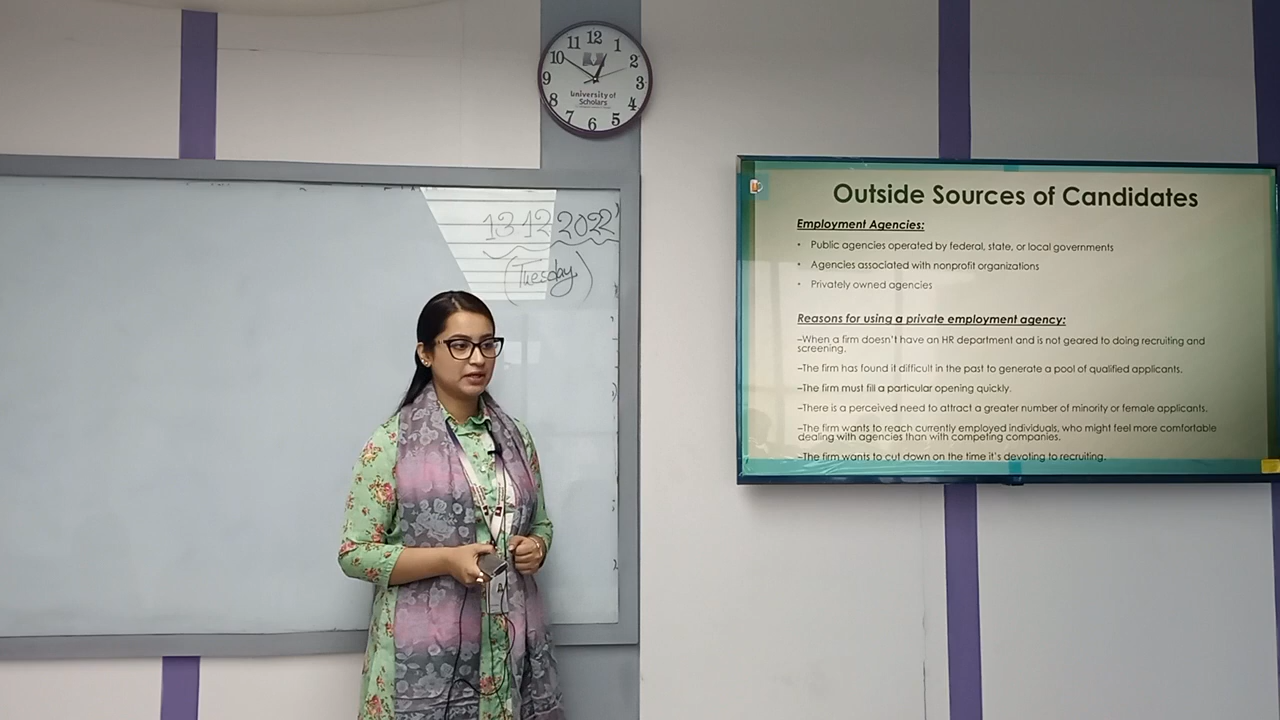 12
11 1
10 2
9 3
8 4
7 5
6
University of
Scholars
13.12.2022
(Tuesday)
Outside Sources of Candidates
Employment Agencies:
• Public agencies operated by federal, state, or local governments
• Agencies associated with nonprofit organizations
• Privately owned agencies
Reasons for using a private employment agency:
–When a firm doesn't have an HR department and is not geared to doing recruiting and
screening.
–The firm has found it difficult in the past to generate a pool of qualified applicants.
–The firm must fill a particular opening quickly.
–There is a perceived need to attract a greater number of minority or female applicants.
–The firm wants to reach currently employed individuals, who might feel more comfortable
dealing with agencies than with competing companies.
–The firm wants to cut down on the time it's devoting to recruiting.